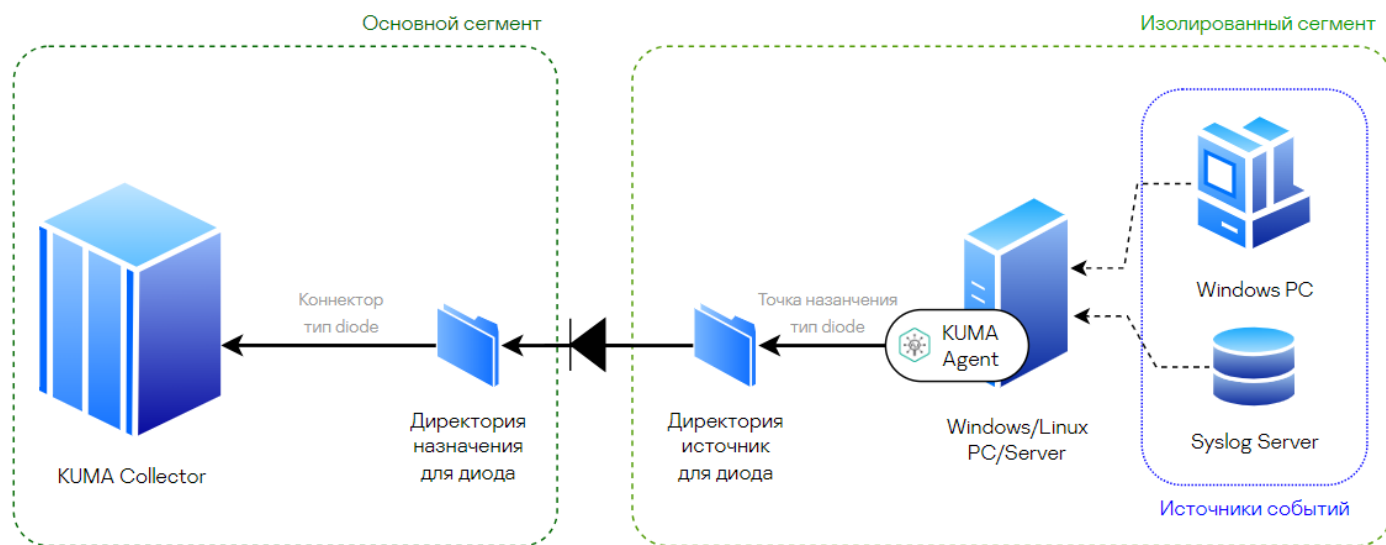 Основной сегмент
Изолированный сегмент
Коннектор
тип diode
Точка назанчения
тип diode
KUMA
Agent
Windows PC
KUMA Collector
Директория
назначения
для диода
Директория
источник
для диода
Windows/Linux
PC/Server
Syslog Server
Источники событий